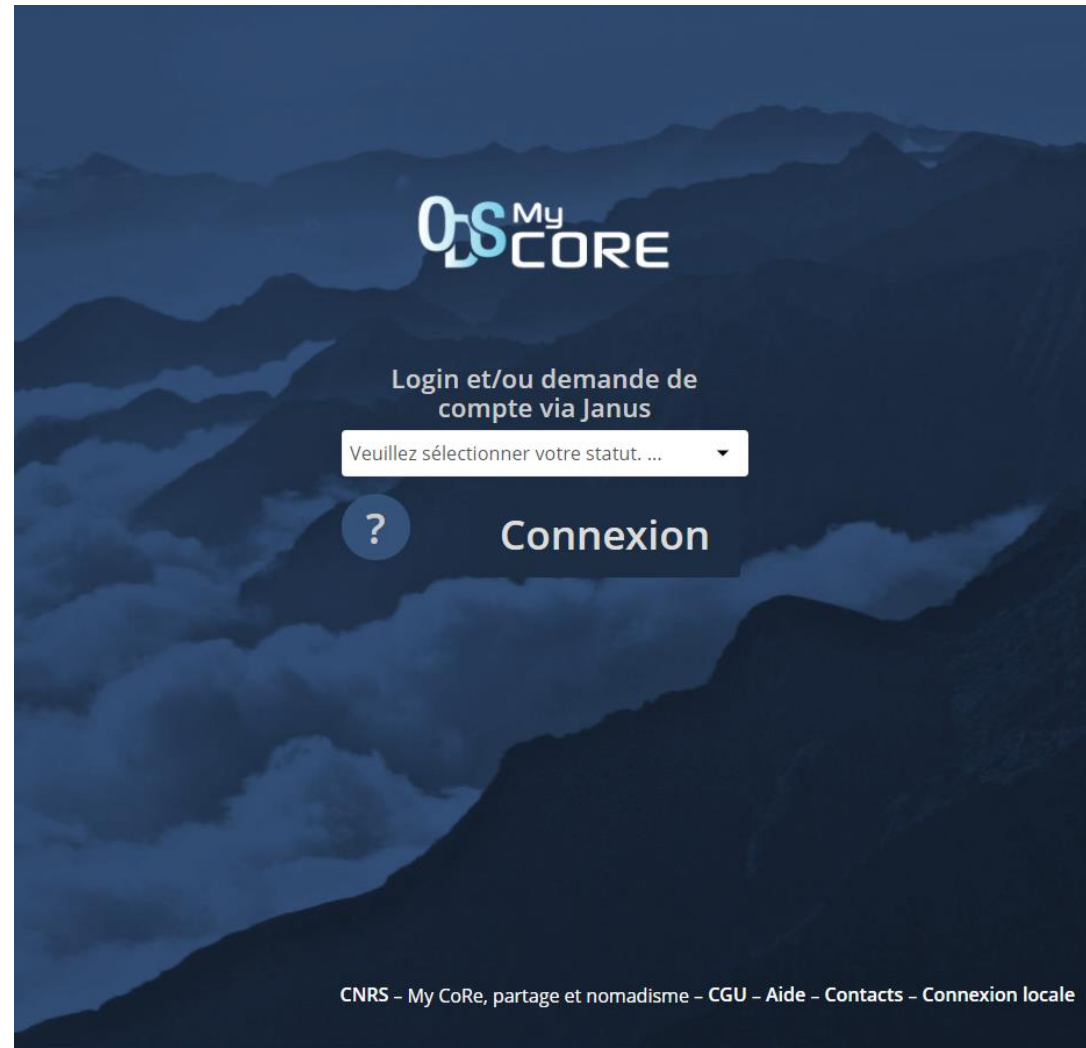 ODS My
CORE
Login et/ou demande de
compte via Janus
Veuillez sélectionner votre statut. ...
?
Connexion
CNRS – My CoRe, partage et nomadisme – CGU – Aide – Contacts – Connexion locale